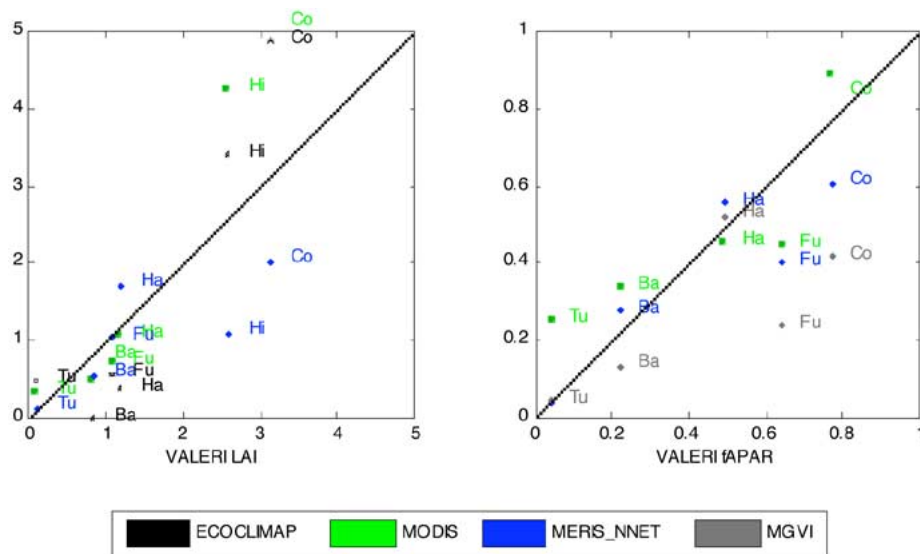 5
Co
Co
4
Hi
Hi
3
2
Co
Ha
1
Ha
Fu
Hi
Ba
Fu
Ba
Fu
Tu
Tu
Ha
Tu
Ba
0
0
1
2
3
4
5
VALERI LAI
1
Co
0.8
0.6
Co
Ha
Ha
Ha
Fu
0.4
Fu
Co
Ba
Ba
Tu
Fu
0.2
Ba
Tu
0
0
0.2
0.4
0.6
0.8
1
VALERI fAPAR
ECOCLIMAP
MODIS
MERIS_NNET
MGVI